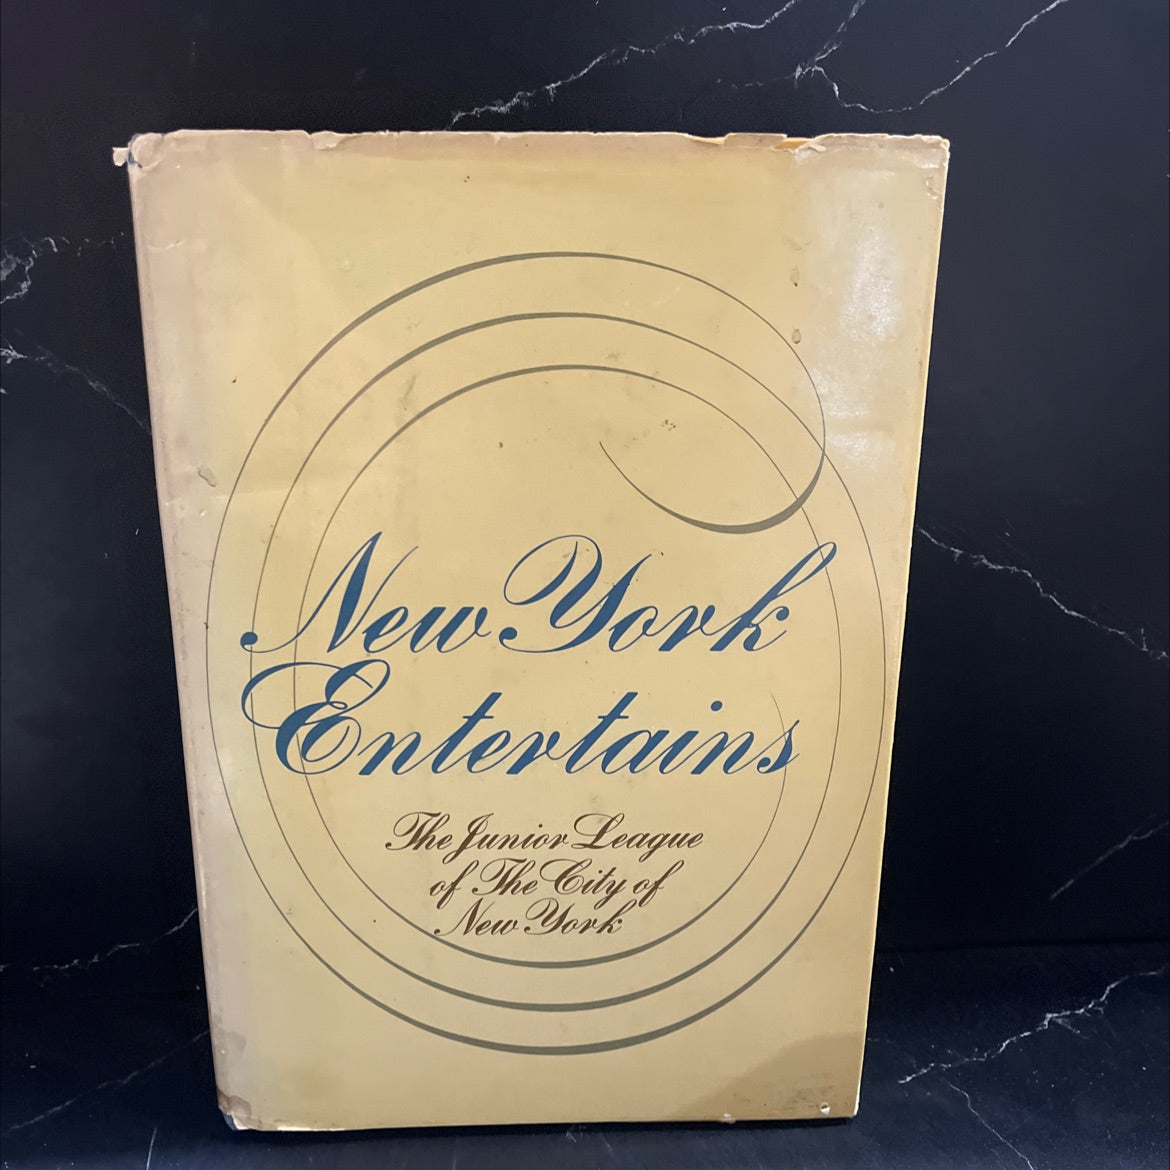 New York
Entertains
The Junior League
of The City of
New York